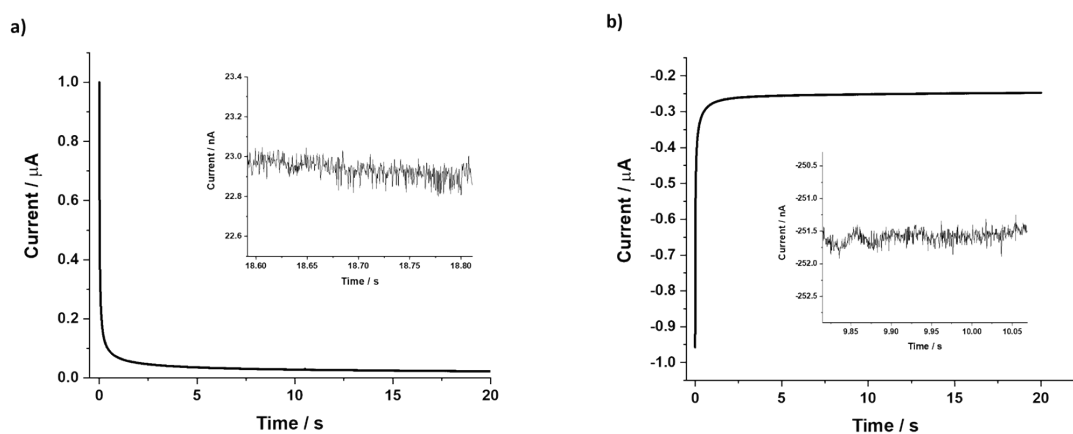 a)
1.0
0.8
0.6
0.4
0.2
0.0
Current / μA
0 5 10 15 20
Time / s
23.4
23.2
23.0
22.8
22.6
Current / nA
18.60 18.65 18.70 18.75 18.80
Time / s
b)
-0.2
-0.3
-0.4
-0.5
-0.6
-0.7
-0.8
-0.9
-1.0
Current / μA
0 5 10 15 20
Time / s
-250.5
-251.0
-251.5
-252.0
-252.5
Current / nA
9.85 9.90 9.95 10.00 10.05
Time / s